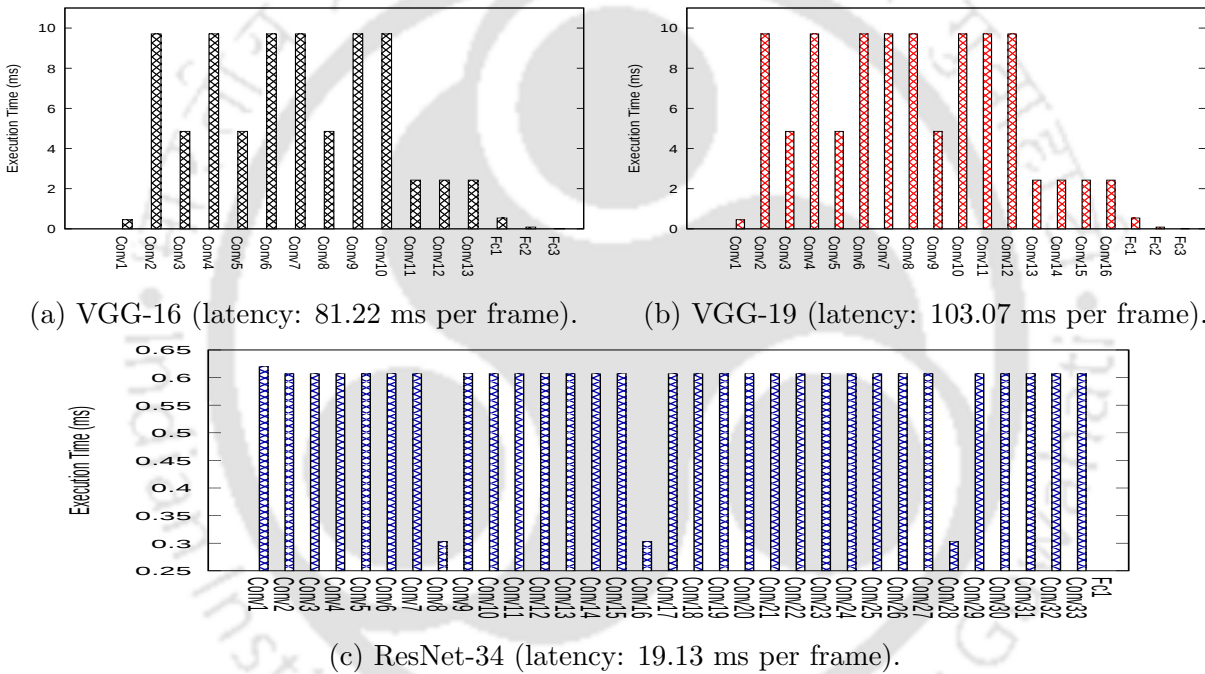 Execution Time (ms)
10
8
6
4
2
0
Conv1
Conv2
Conv3
Conv4
Conv5
Conv6
Conv7
Conv8
Conv9
Conv10
Conv11
Conv12
Conv13
Fc1
Fc2
Fc3
(a) VGG-16 (latency: 81.22 ms per frame).
Execution Time (ms)
10
8
6
4
2
0
Conv1
Conv2
Conv3
Conv4
Conv5
Conv6
Conv7
Conv8
Conv9
Conv10
Conv11
Conv12
Conv13
Conv14
Conv15
Conv16
Fc1
Fc2
Fc3
(b) VGG-19 (latency: 103.07 ms per frame).
Execution Time (ms)
0.65
0.6
0.55
0.5
0.45
0.4
0.35
0.3
0.25
Conv1
Conv2
Conv3
Conv4
Conv5
Conv6
Conv7
Conv8
Conv9
Conv10
Conv11
Conv12
Conv13
Conv14
Conv15
Conv16
Conv17
Conv18
Conv19
Conv20
Conv21
Conv22
Conv23
Conv24
Conv25
Conv26
Conv27
Conv28
Conv29
Conv30
Conv31
Conv32
Conv33
Fc1
(c) ResNet-34 (latency: 19.13 ms per frame).
Indian